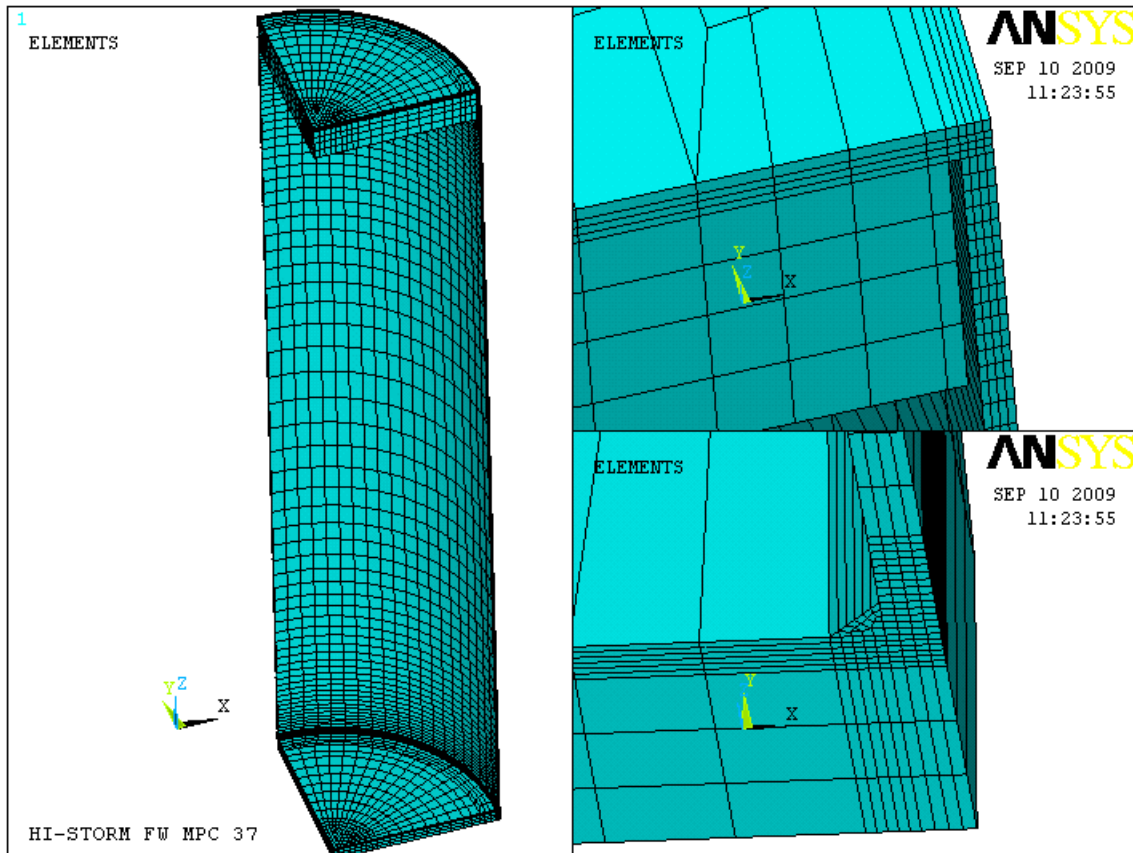 1
ELEMENTS
Y Z
X
HI-STORM FW MPC 37
ELEMENTS
ANSYS
SEP 10 2009
11:23:55
Y
Z
X
ELEMENTS
ANSYS
SEP 10 2009
11:23:55
Y
X